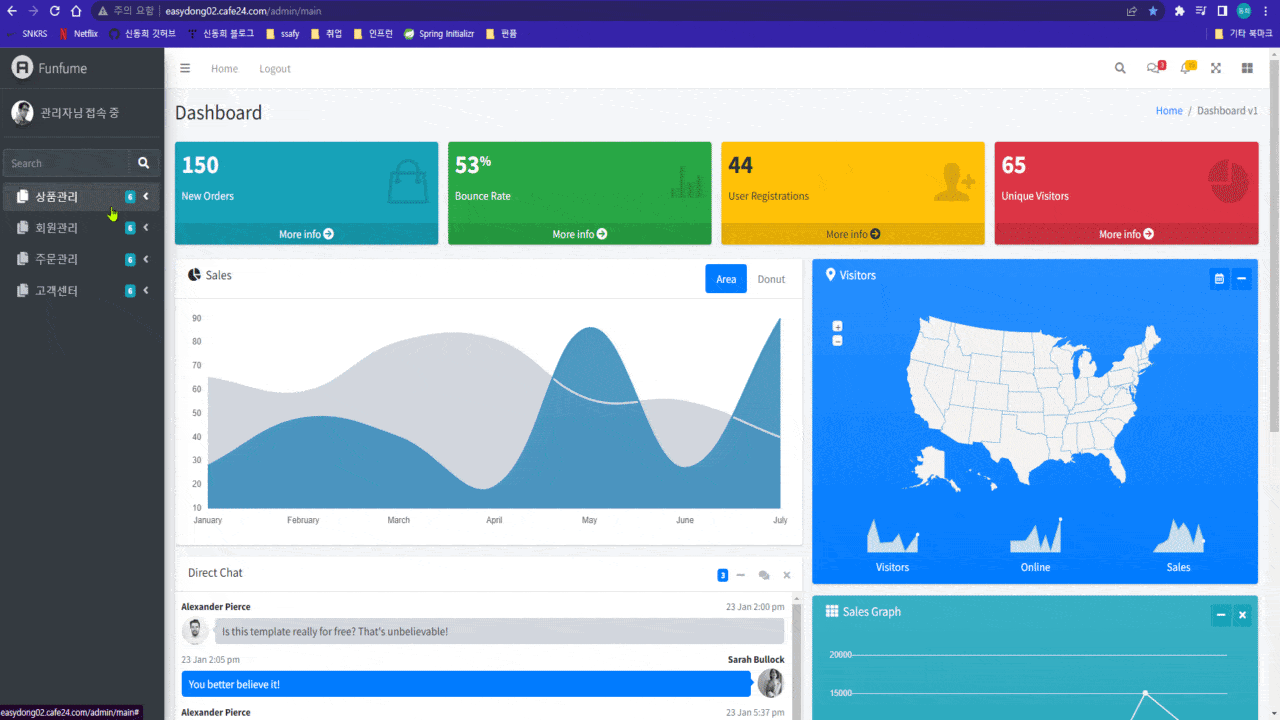 주의 요함
easydong02.cafe24.com/admin/main
동희
SNKRS
Netflix
신동희 깃허브
신동희 블로그
ssafy
취업
인프런
Spring Initializr
펀품
기타 북마크
Funfume
Home
Logout
3
15
관리자님 접속 중
Dashboard
Home / Dashboard v1
Search
상품관리 6
회원관리 6
주문관리 6
고객센터 6
150
New Orders
More info
53%
Bounce Rate
More info
44
User Registrations
More info
65
Unique Visitors
More info
Sales
Area
Donut
90
80
70
60
50
40
30
20
10
January February March April May June July
Visitors
+
−
Visitors
Online
Sales
Direct Chat
3
Alexander Pierce 23 Jan 2:00 pm
Is this template really for free? That's unbelievable!
23 Jan 2:05 pm Sarah Bullock
You better believe it!
Alexander Pierce 23 Jan 5:37 pm
Sales Graph
20000
15000
easydong02.cafe24.com/admin/main#